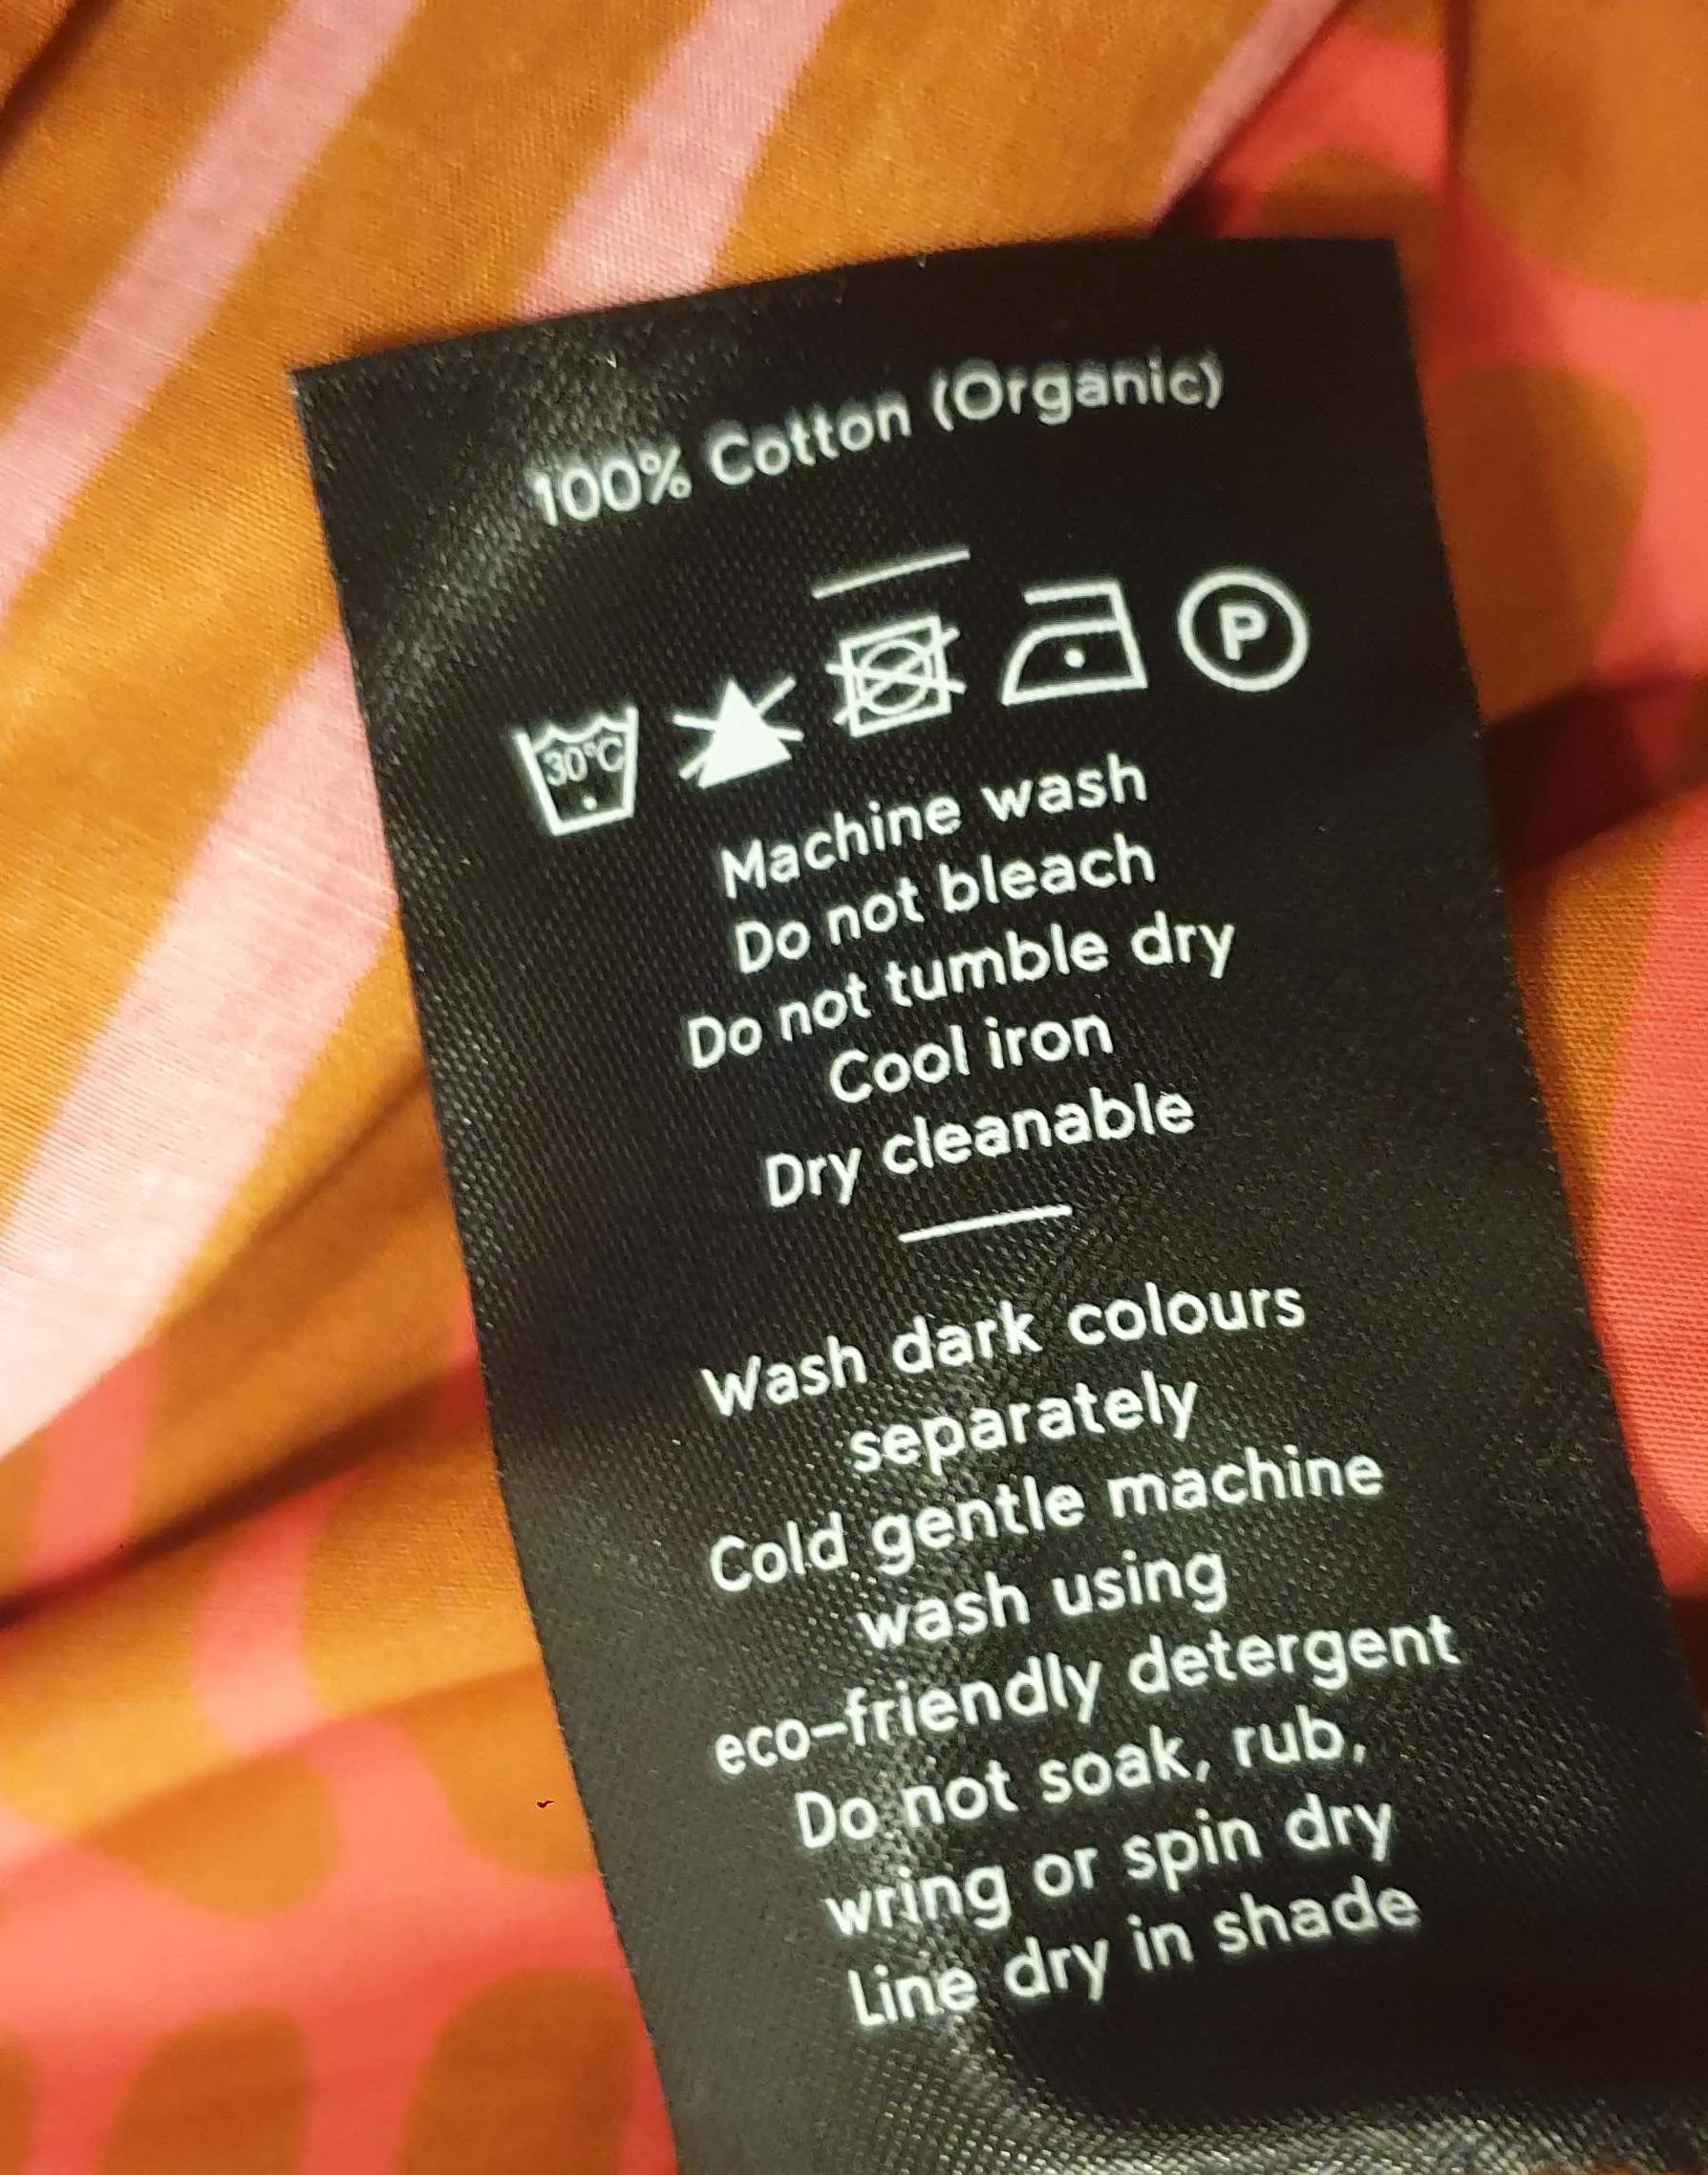 100% Cotton (Organic)
30°C P
Machine wash
Do not bleach
Do not tumble dry
Cool iron
Dry cleanable
Wash dark colours
separately
Cold gentle machine
wash using
eco-friendly detergent
Do not soak, rub,
wring or spin dry
Line dry in shade